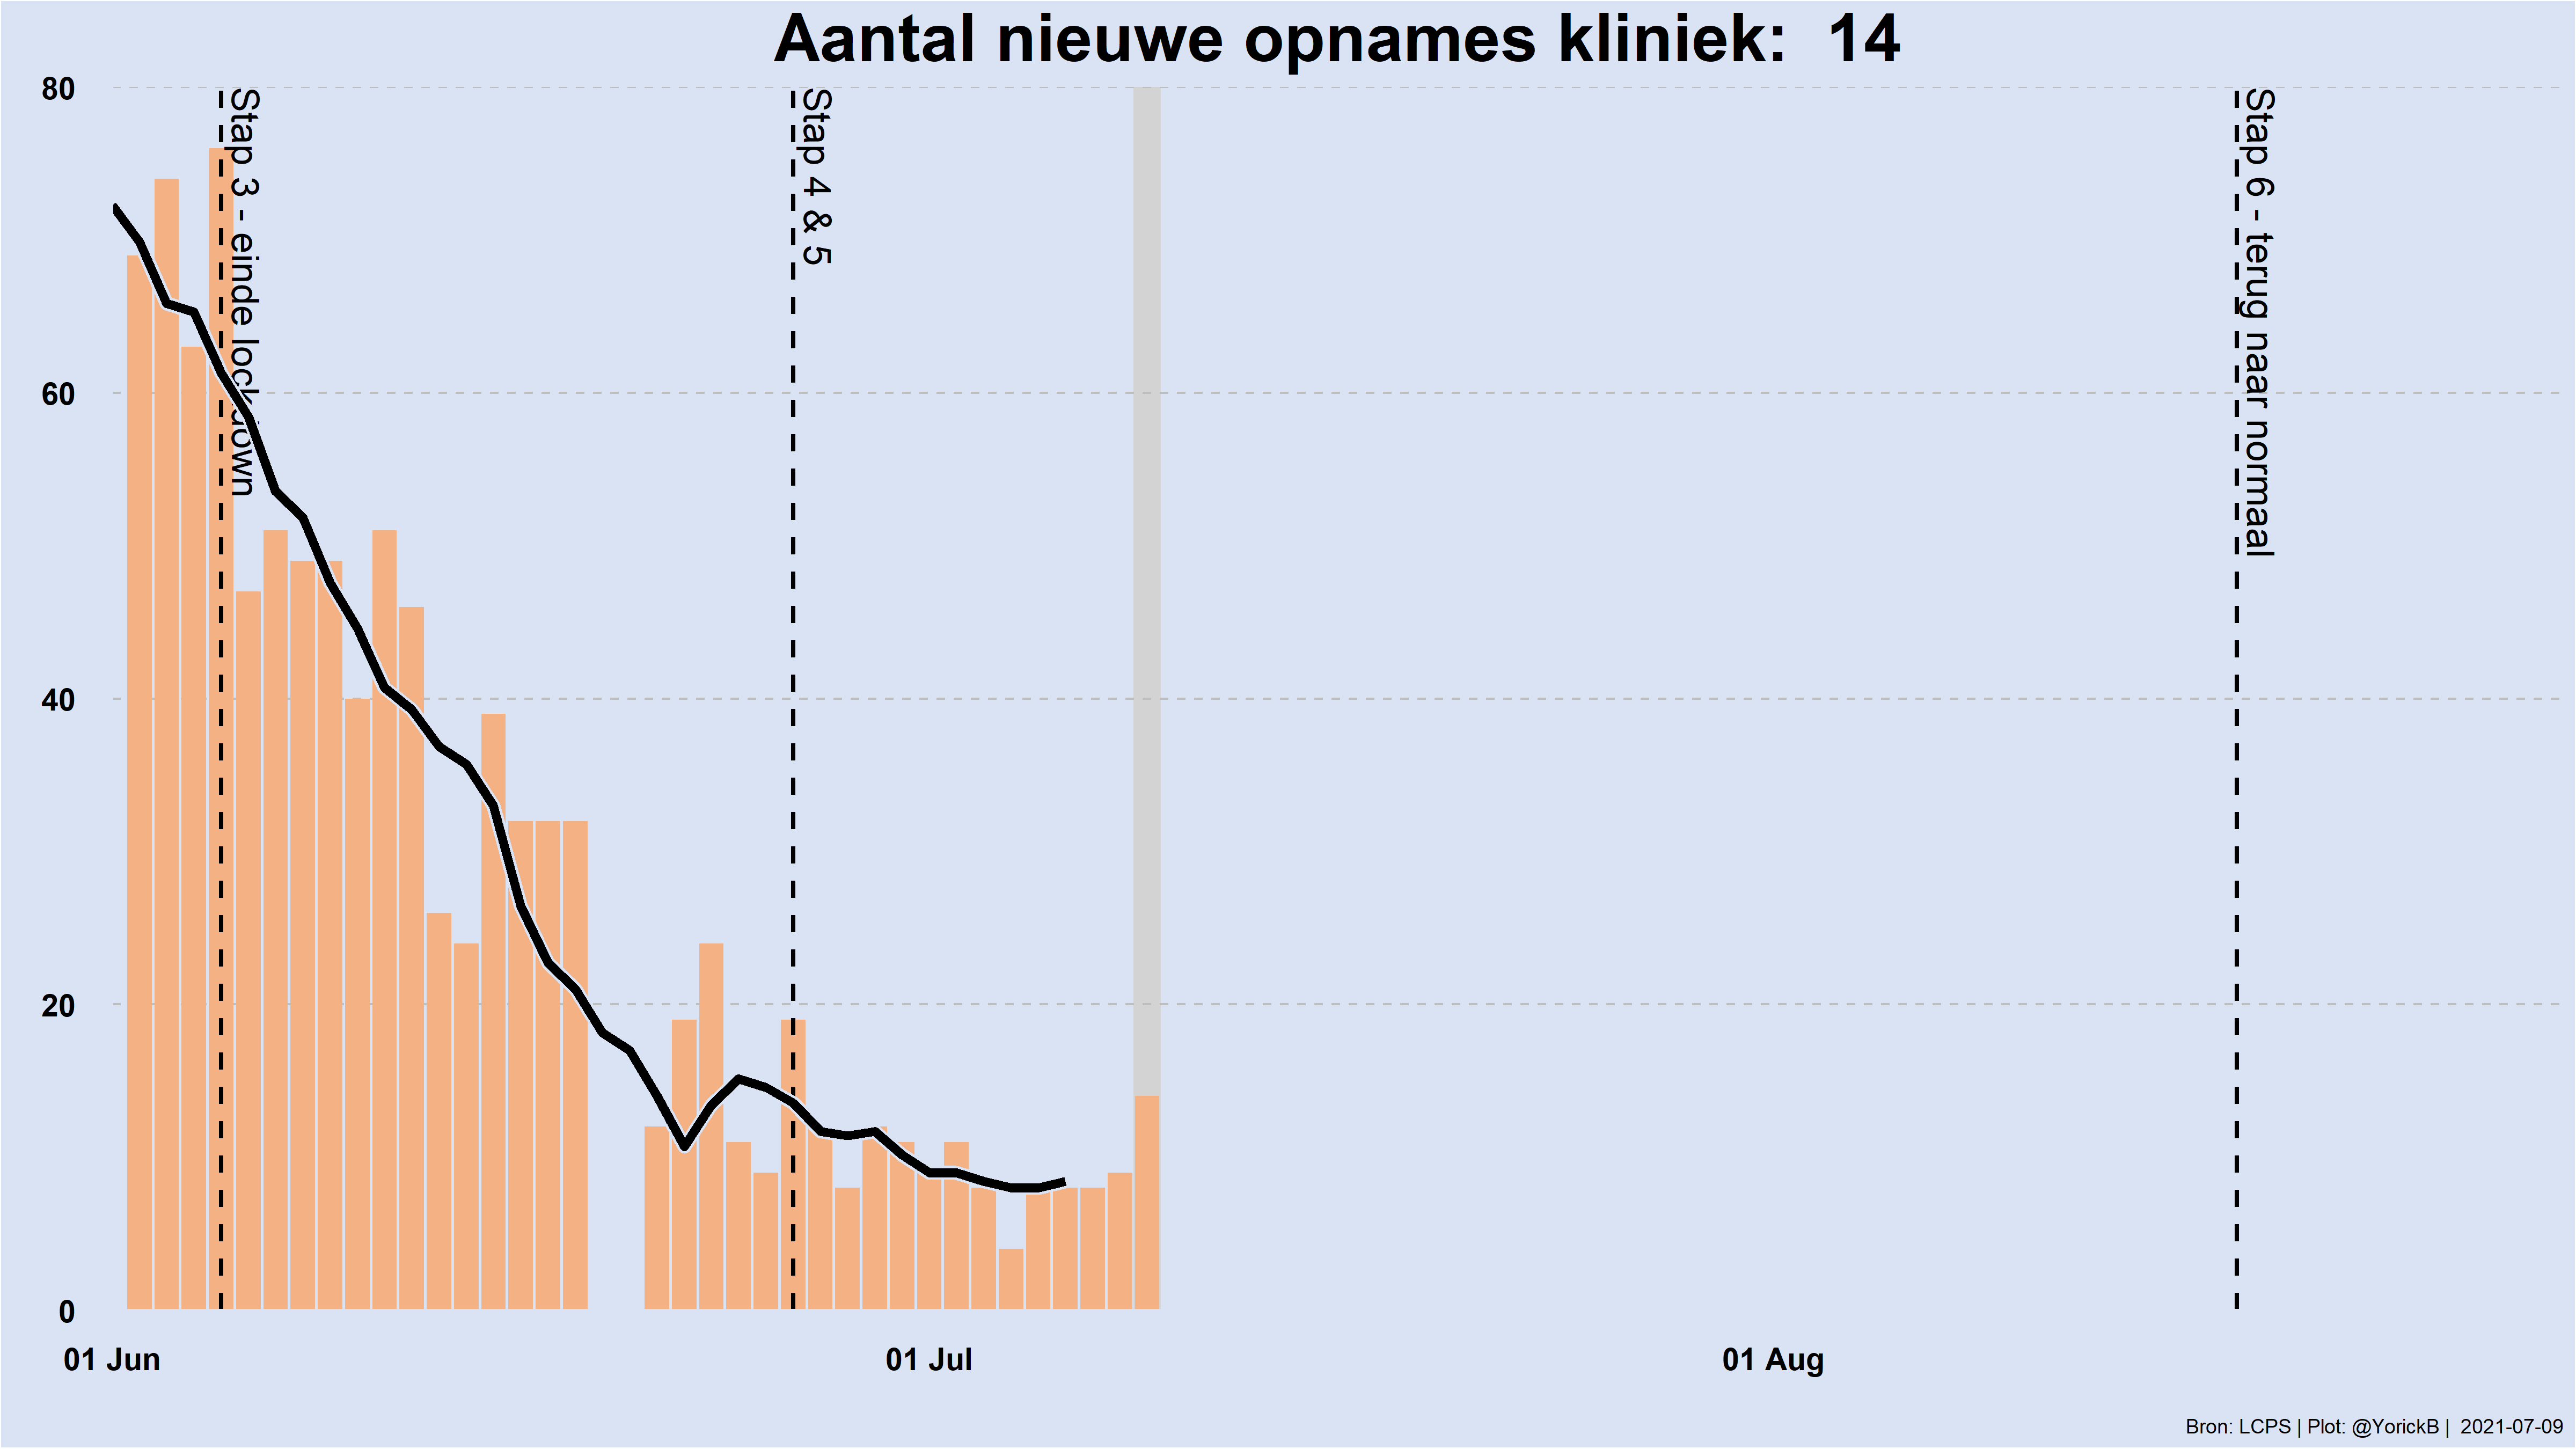 Aantal nieuwe opnames kliniek:  14
80
60
40
20
0
Stap 3 - einde lockdown
Stap 4 & 5
Stap 6 - terug naar normaal
01 Jun
01 Jul
01 Aug
Bron: LCPS | Plot: @YorickB |  2021-07-09